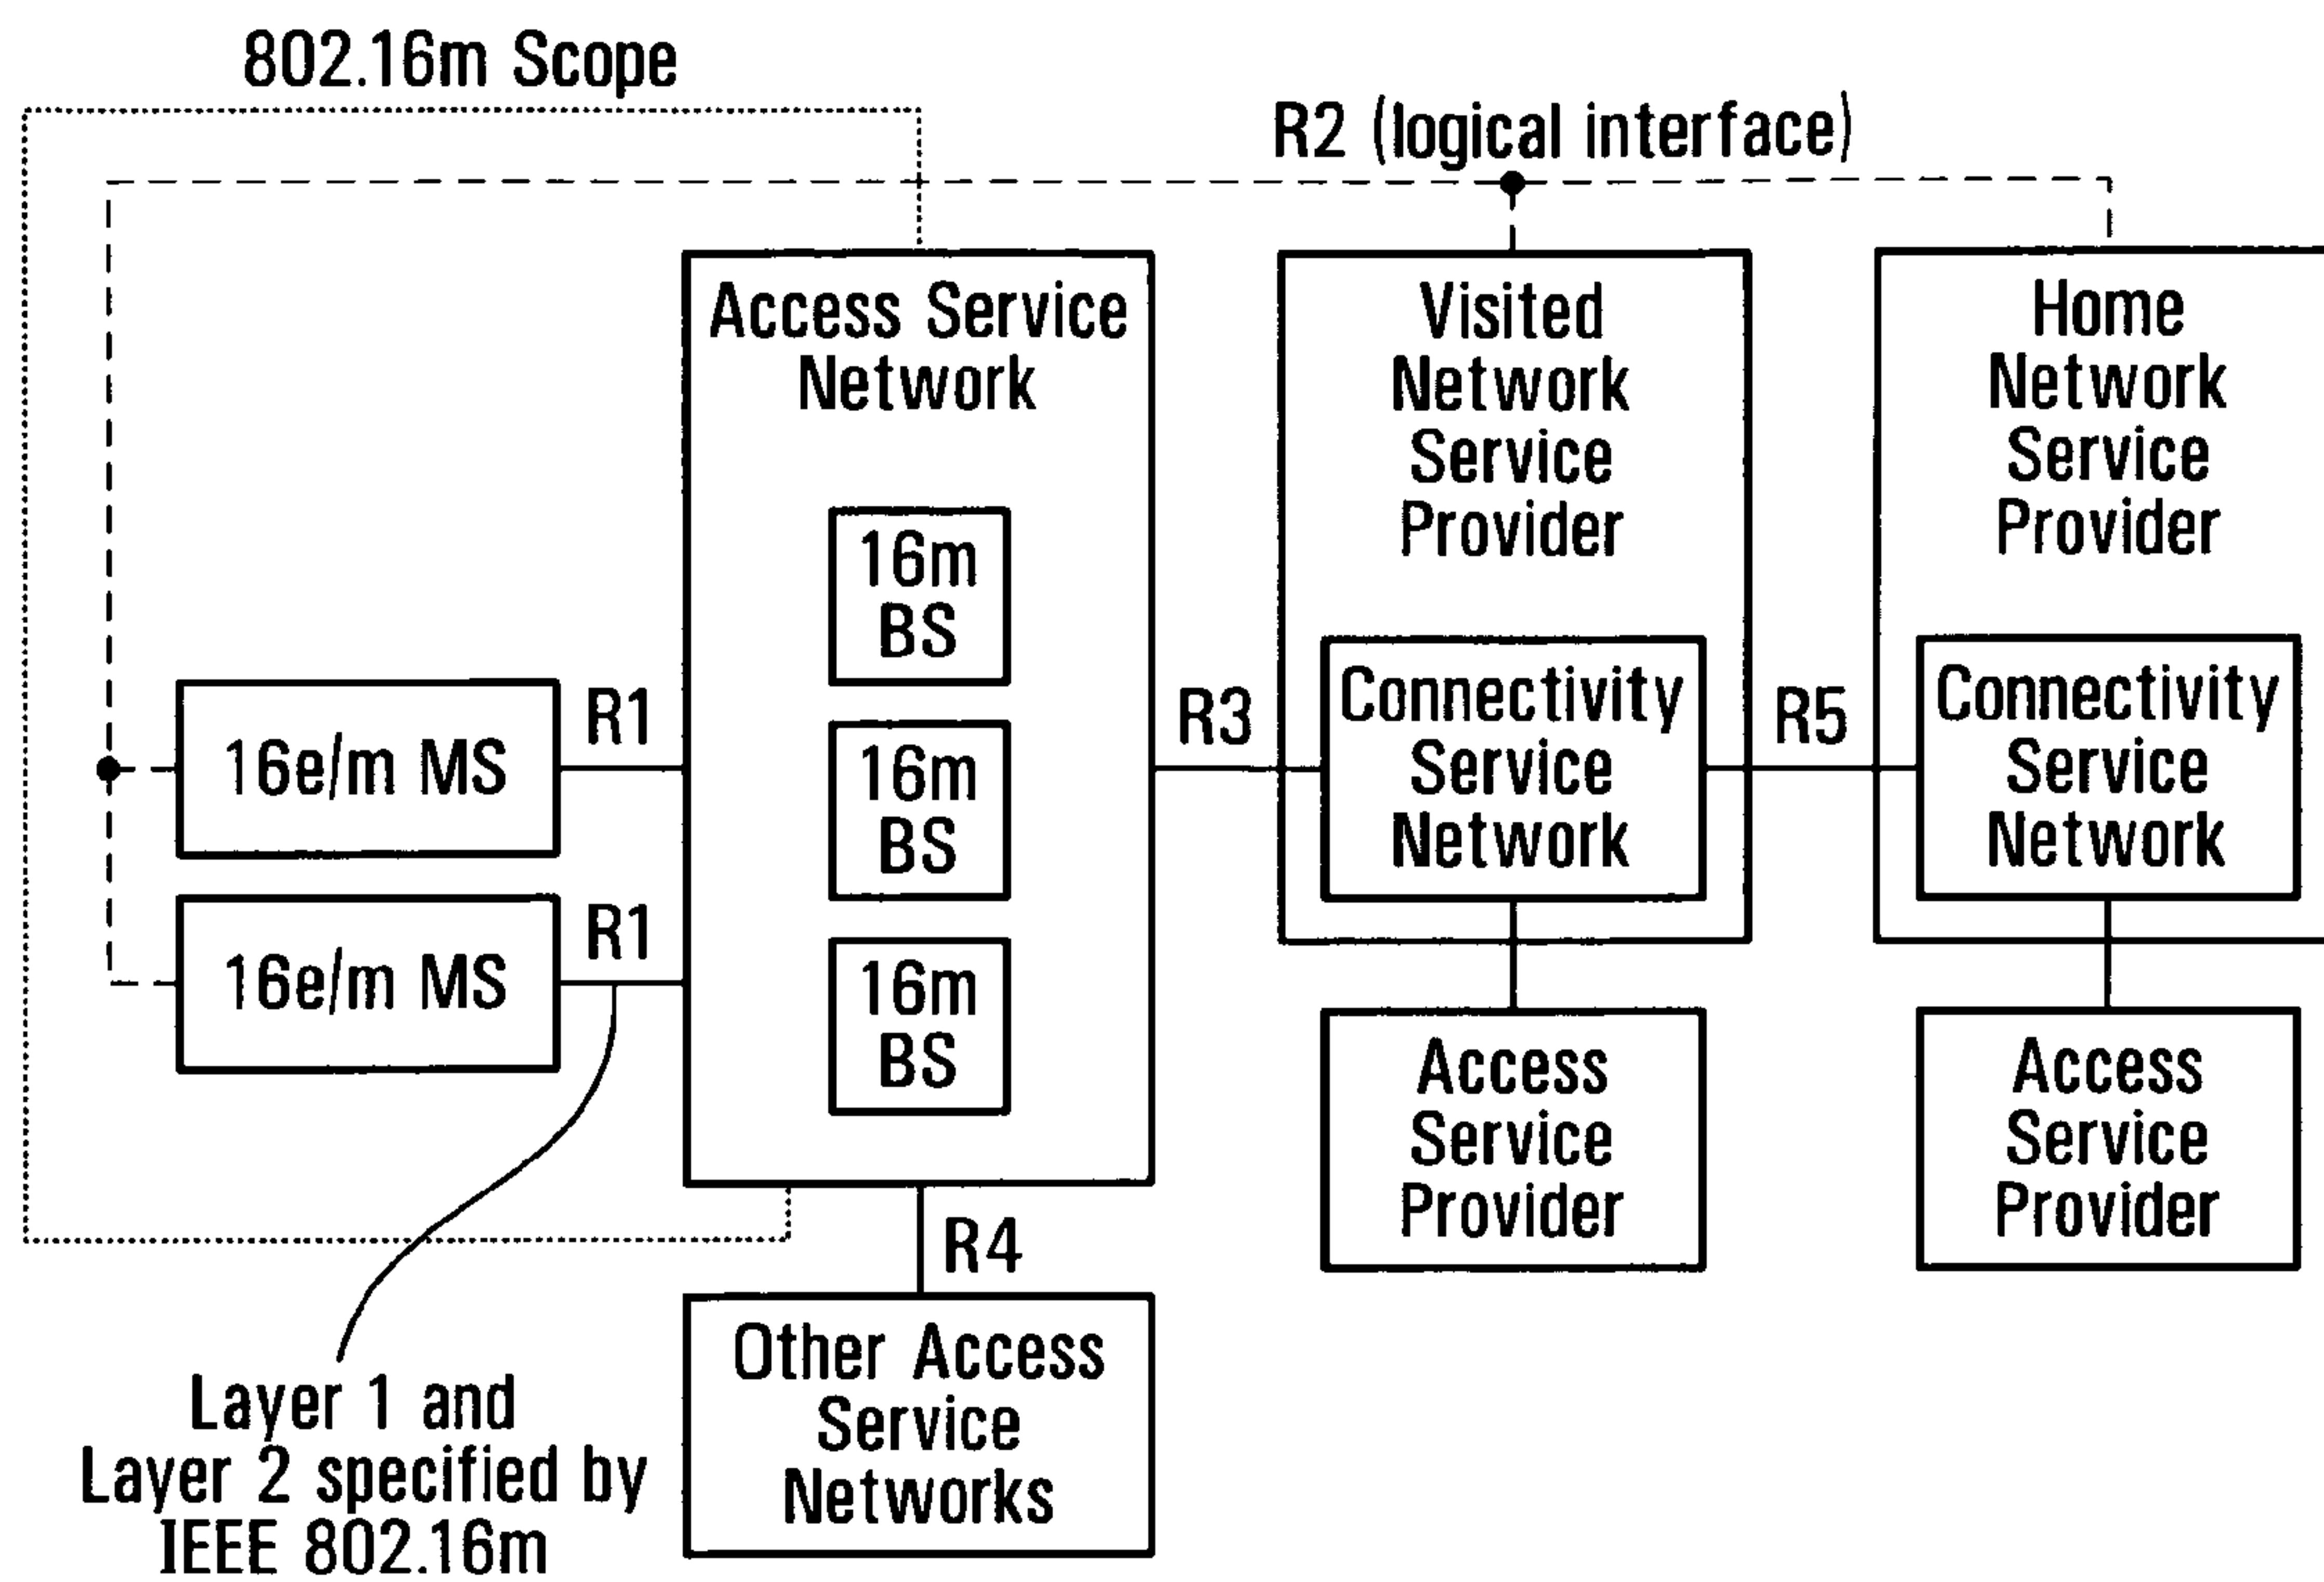 802.16m Scope
R2 (logical interface)
Access Service
Network
16m
BS
16m
BS
16m
BS
16e/m MS
R1
16e/m MS
R1
R3
Visited
Network
Service
Provider
Connectivity
Service
Network
R5
Home
Network
Service
Provider
Connectivity
Service
Network
Access
Service
Provider
Access
Service
Provider
R4
Other Access
Service
Networks
Layer 1 and
Layer 2 specified by
IEEE 802.16m